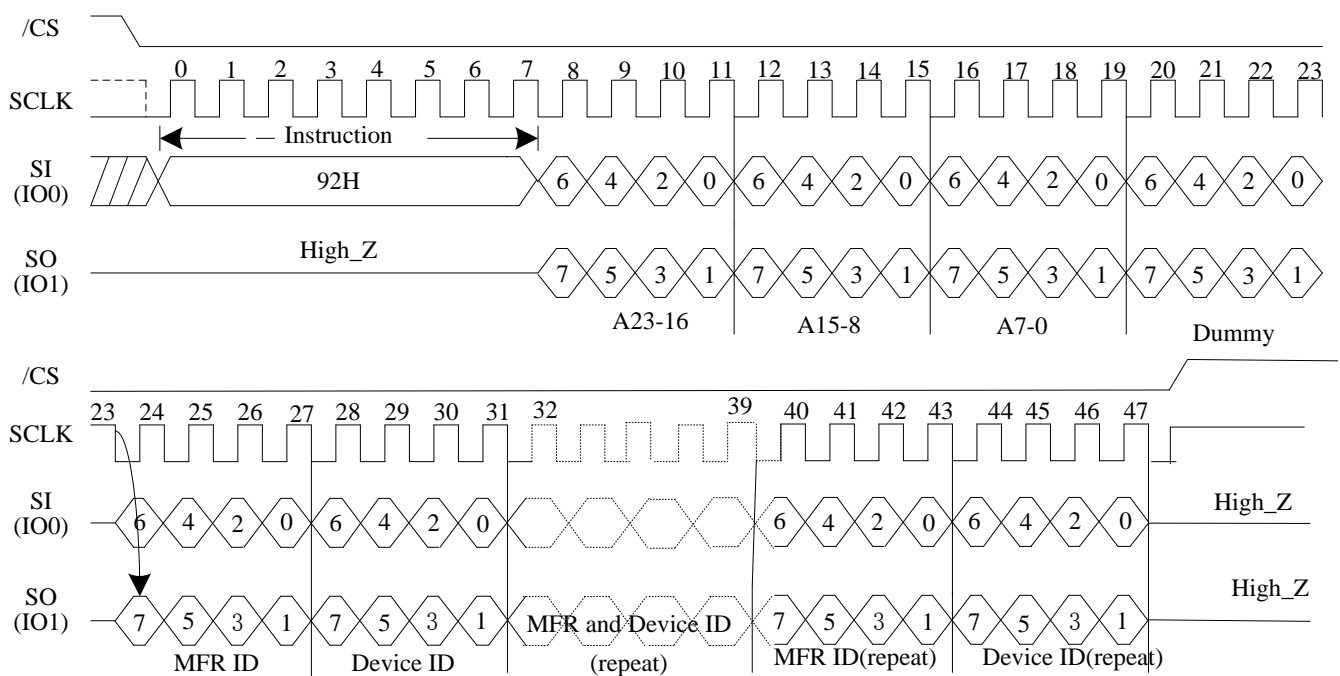 /CS
0 1 2 3 4 5 6 7 8 9 10 11 12 13 14 15 16 17 18 19 20 21 22 23
SCLK
Instruction
SI
(IO0)
92H
6 4 2 0 6 4 2 0 6 4 2 0 6 4 2 0
High_Z
SO
(IO1)
7 5 3 1 7 5 3 1 7 5 3 1 7 5 3 1
A23-16 A15-8 A7-0 Dummy
/CS
23 24 25 26 27 28 29 30 31 32 39 40 41 42 43 44 45 46 47
SCLK
SI
(IO0)
6 4 2 0 6 4 2 0 6 4 2 0 6 4 2 0
High_Z
SO
(IO1)
7 5 3 1 7 5 3 1 MFR and Device ID 7 5 3 1 7 5 3 1
High_Z
MFR ID Device ID (repeat) MFR ID(repeat) Device ID(repeat)